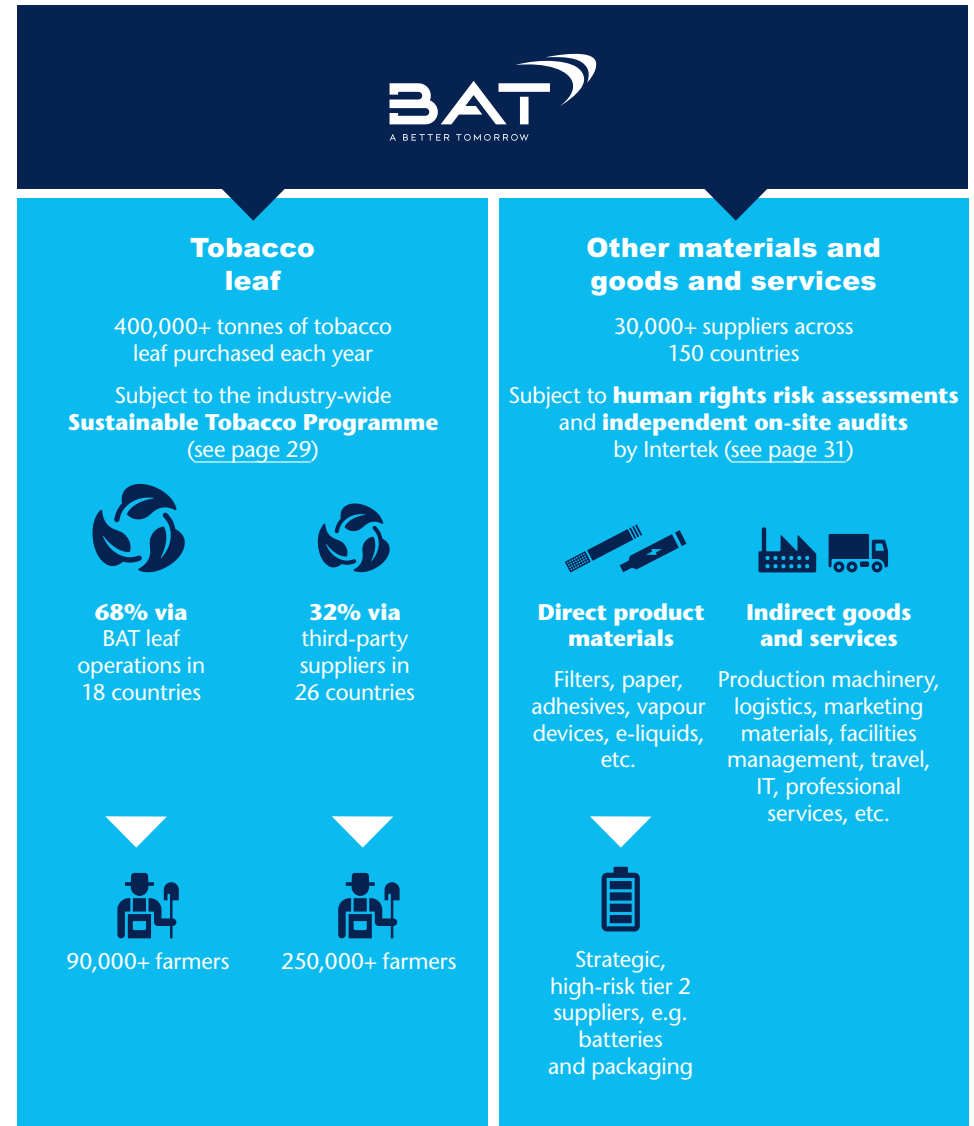 BAT
A BETTER TOMORROW
Tobacco
leaf
400,000+ tonnes of tobacco
leaf purchased each year
Subject to the industry-wide
Sustainable Tobacco Programme
(see page 29)
68% via
BAT leaf
operations in
18 countries
32% via
third-party
suppliers in
26 countries
90,000+ farmers
250,000+ farmers
Other materials and
goods and services
30,000+ suppliers across
150 countries
Subject to human rights risk assessments
and independent on-site audits
by Intertek (see page 31)
Direct product
materials
Filters, paper,
adhesives, vapour
devices, e-liquids,
etc.
Strategic,
high-risk tier 2
suppliers, e.g.
batteries
and packaging
Indirect goods
and services
Production machinery,
logistics, marketing
materials, facilities
management, travel,
IT, professional
services, etc.